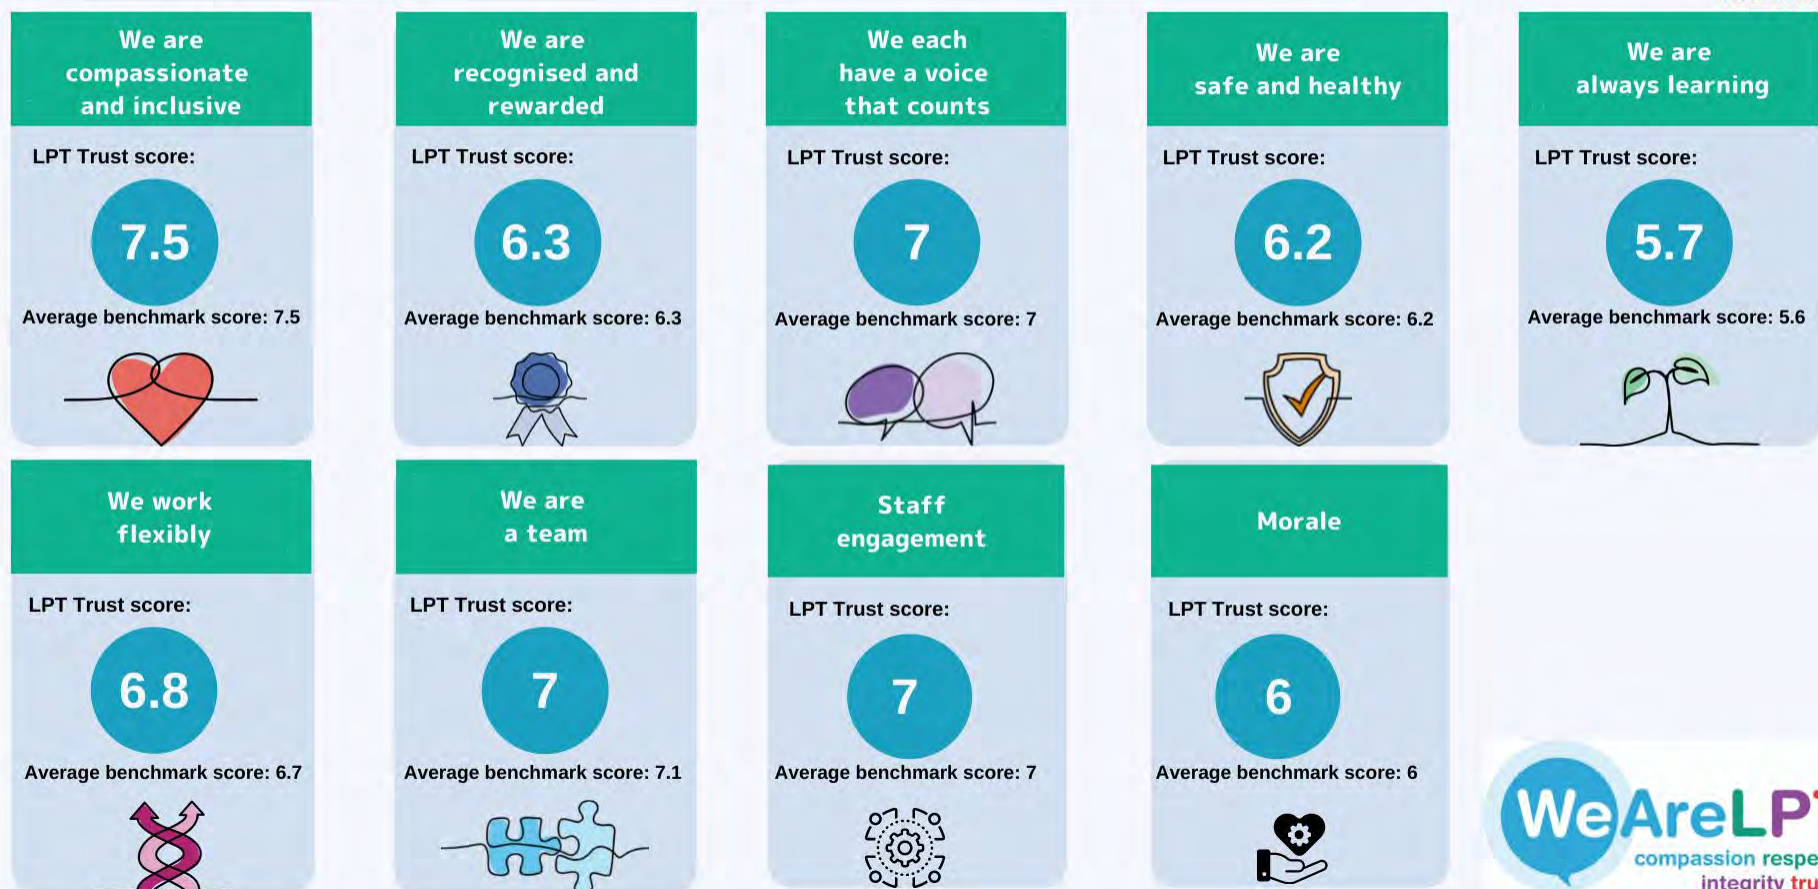 We are
compassionate
and inclusive
LPT Trust score:
7.5
Average benchmark score: 7.5
We are
recognised and
rewarded
LPT Trust score:
6.3
Average benchmark score: 6.3
We each
have a voice
that counts
LPT Trust score:
7
Average benchmark score: 7
We are
safe and healthy
LPT Trust score:
6.2
Average benchmark score: 6.2
We are
always learning
LPT Trust score:
5.7
Average benchmark score: 5.6
We work
flexibly
LPT Trust score:
6.8
Average benchmark score: 6.7
We are
a team
LPT Trust score:
7
Average benchmark score: 7.1
Staff
engagement
LPT Trust score:
7
Average benchmark score: 7
Morale
LPT Trust score:
6
Average benchmark score: 6
WeAreLP
compassion respe
integrity tru